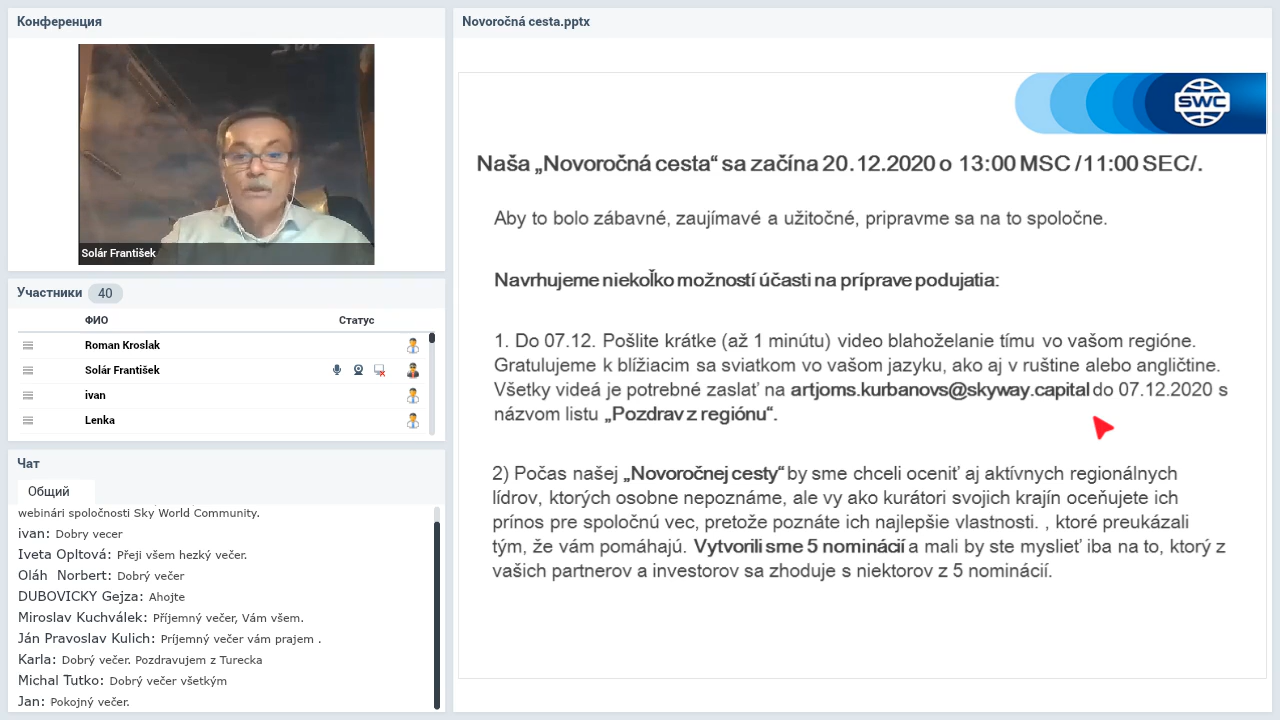 Конференция
Solár František
Участники 40
ФИО Статус
Roman Kroslak
Solár František
ivan
Lenka
Чат
Общий
webinári spoločnosti Sky World Community.
ivan: Dobry vecer
Iveta Opltová: Přeji všem hezký večer.
Oláh Norbert: Dobrý večer
DUBOVICKY Gejza: Ahojte
Miroslav Kuchválek: Příjemný večer, Vám všem.
Ján Pravoslav Kulich: Príjemný večer vám prajem .
Karla: Dobrý večer. Pozdravujem z Turecka
Michal Tutko: Dobrý večer všetkým
Jan: Pokojný večer.
Novoročná cesta.pptx
SWC
Naša „Novoročná cesta“ sa začína 20.12.2020 o 13:00 MSC /11:00 SEC/.
Aby to bolo zábavné, zaujímavé a užitočné, pripravme sa na to spoločne.
Navrhujeme niekoľko možností účasti na príprave podujatia:
1. Do 07.12. Pošlite krátke (až 1 minútu) video blahoželanie tímu vo vašom regióne.
Gratulujeme k blížiacim sa sviatkom vo vašom jazyku, ako aj v ruštine alebo angličtine.
Všetky videá je potrebné zaslať na artjoms.kurbanovs@skyway.capital do 07.12.2020 s
názvom listu „Pozdrav z regiónu“.
2) Počas našej „Novoročnej cesty“ by sme chceli oceniť aj aktívnych regionálnych
lídrov, ktorých osobne nepoznáme, ale vy ako kurátori svojich krajín oceňujete ich
prínos pre spoločnú vec, pretože poznáte ich najlepšie vlastnosti. , ktoré preukázali
tým, že vám pomáhajú. Vytvorili sme 5 nominácií a mali by ste myslieť iba na to, ktorý z
vašich partnerov a investorov sa zhoduje s niektorov z 5 nominácií.